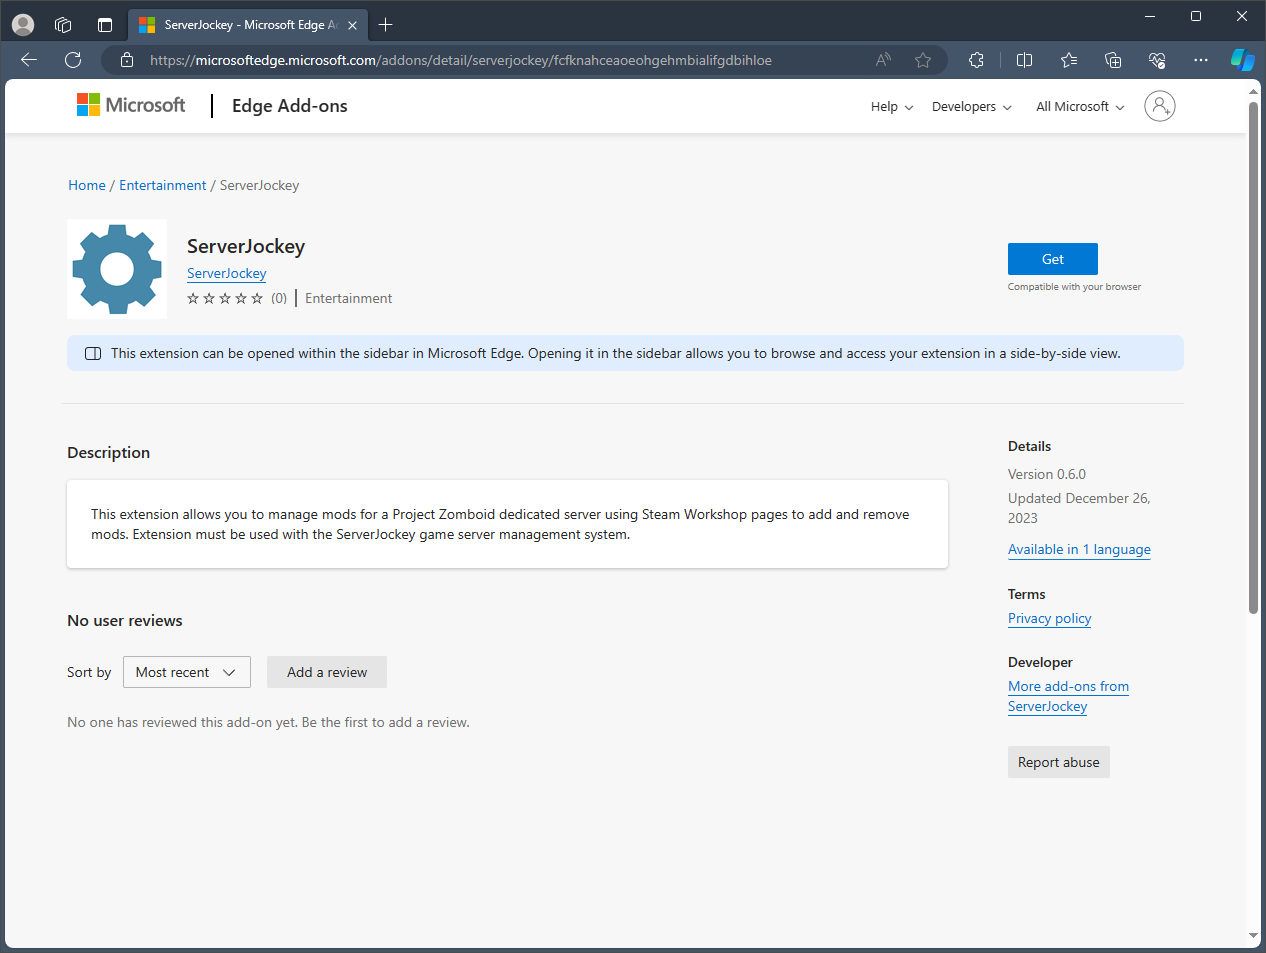 ServerJockey - Microsoft Edge A
https://microsoftedge.microsoft.com/addons/detail/serverjockey/fcfknahceaoeohgehmbialifgdbihloe
Microsoft | Edge Add-ons
Help
Developers
All Microsoft
Home / Entertainment / ServerJockey
ServerJockey
ServerJockey
(0) | Entertainment
Get
Compatible with your browser
This extension can be opened within the sidebar in Microsoft Edge. Opening it in the sidebar allows you to browse and access your extension in a side-by-side view.
Description
This extension allows you to manage mods for a Project Zomboid dedicated server using Steam Workshop pages to add and remove
mods. Extension must be used with the ServerJockey game server management system.
No user reviews
Sort by
Most recent
Add a review
No one has reviewed this add-on yet. Be the first to add a review.
Details
Version 0.6.0
Updated December 26,
2023
Available in 1 language
Terms
Privacy policy
Developer
More add-ons from
ServerJockey
Report abuse